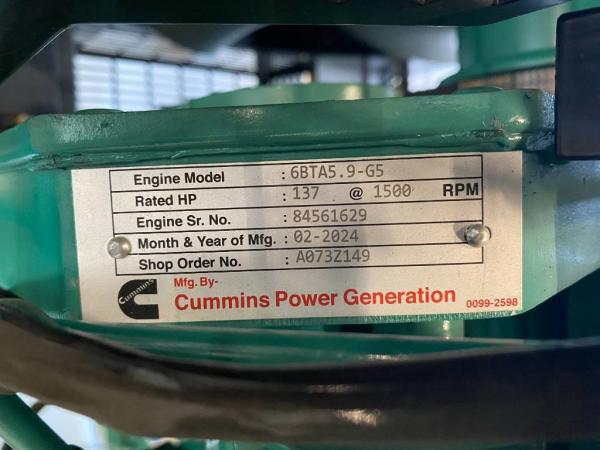 Engine Model : 6BTA5.9-G5
Rated HP : 137 @ 1500 RPM
Engine Sr. No. : 84561629
Month & Year of Mfg. : 02-2024
Shop Order No. : A073Z149
Cummins
Mfg. By-
Cummins Power Generation
0099-2598